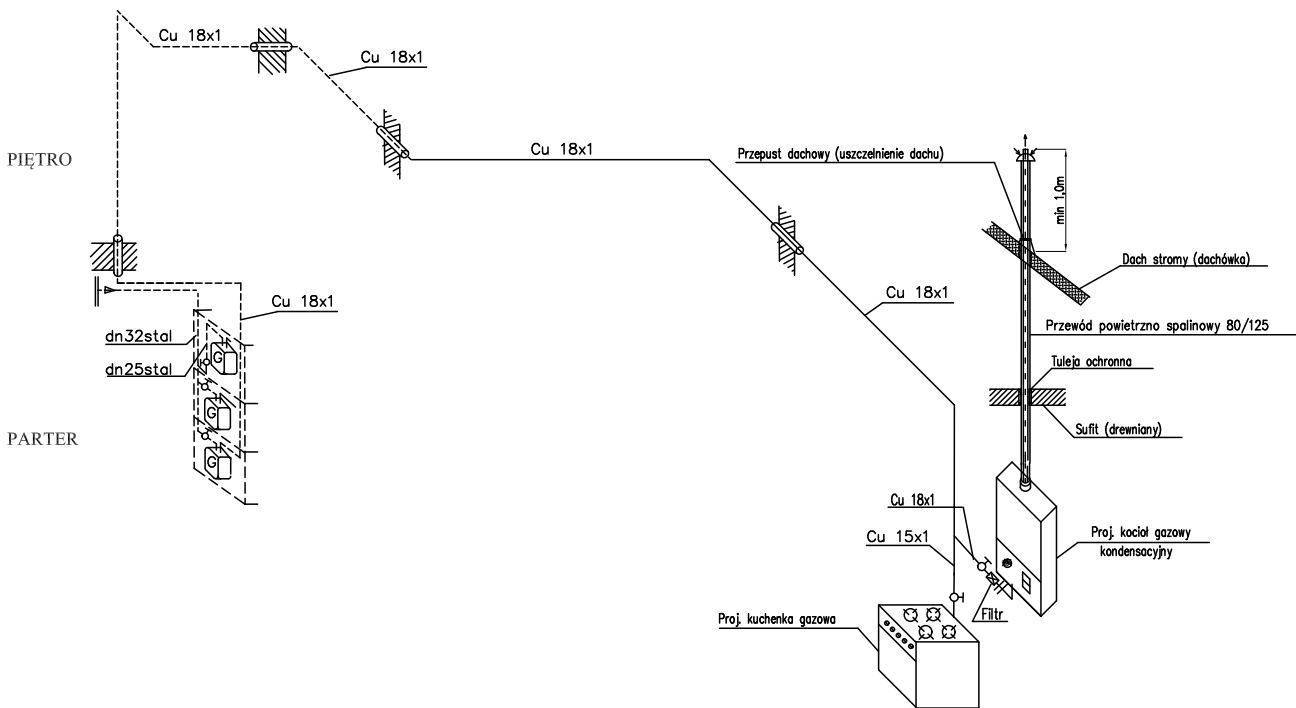 Cu 18x1
Cu 18x1
PIĘTRO
Cu 18x1
Przepust dachowy (uszczelnienie dachu)
min 1,0m
Dach stromy (dachówka)
Cu 18x1
Cu 18x1
dn32stal
Przewód powietrzno spalinowy 80/125
G
dn25stal
Tuleja ochronna
G
Sufit (drewniany)
PARTER
G
Cu 18x1
Cu 15x1
Proj. kocioł gazowy
kondensacyjny
Filtr
Proj. kuchenka gazowa